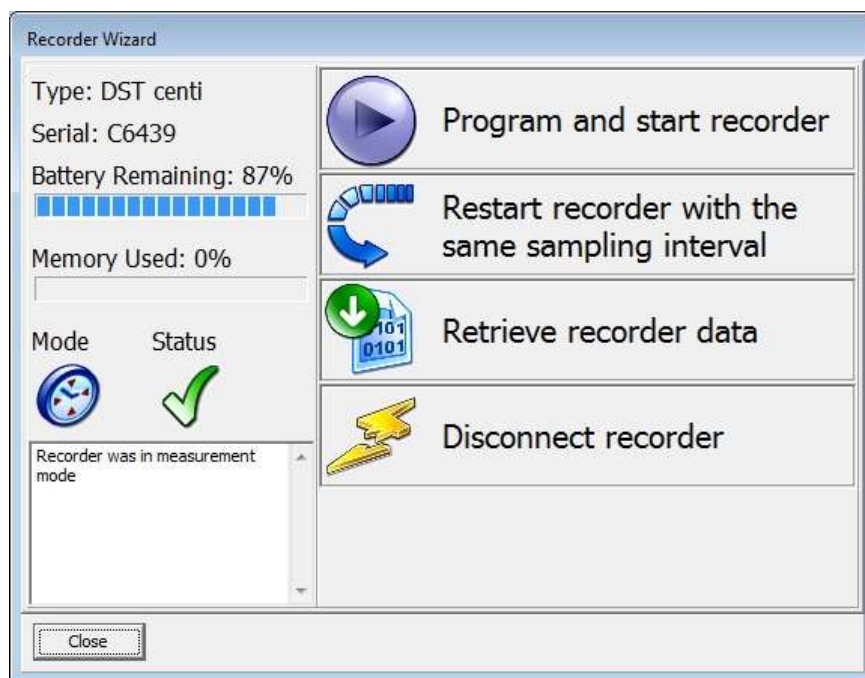 Recorder Wizard
Type: DST centi
Serial: C6439
Battery Remaining: 87%
Memory Used: 0%
Mode Status
Recorder was in measurement
mode
Program and start recorder
Restart recorder with the
same sampling interval
0101
0101
Retrieve recorder data
Disconnect recorder
Close